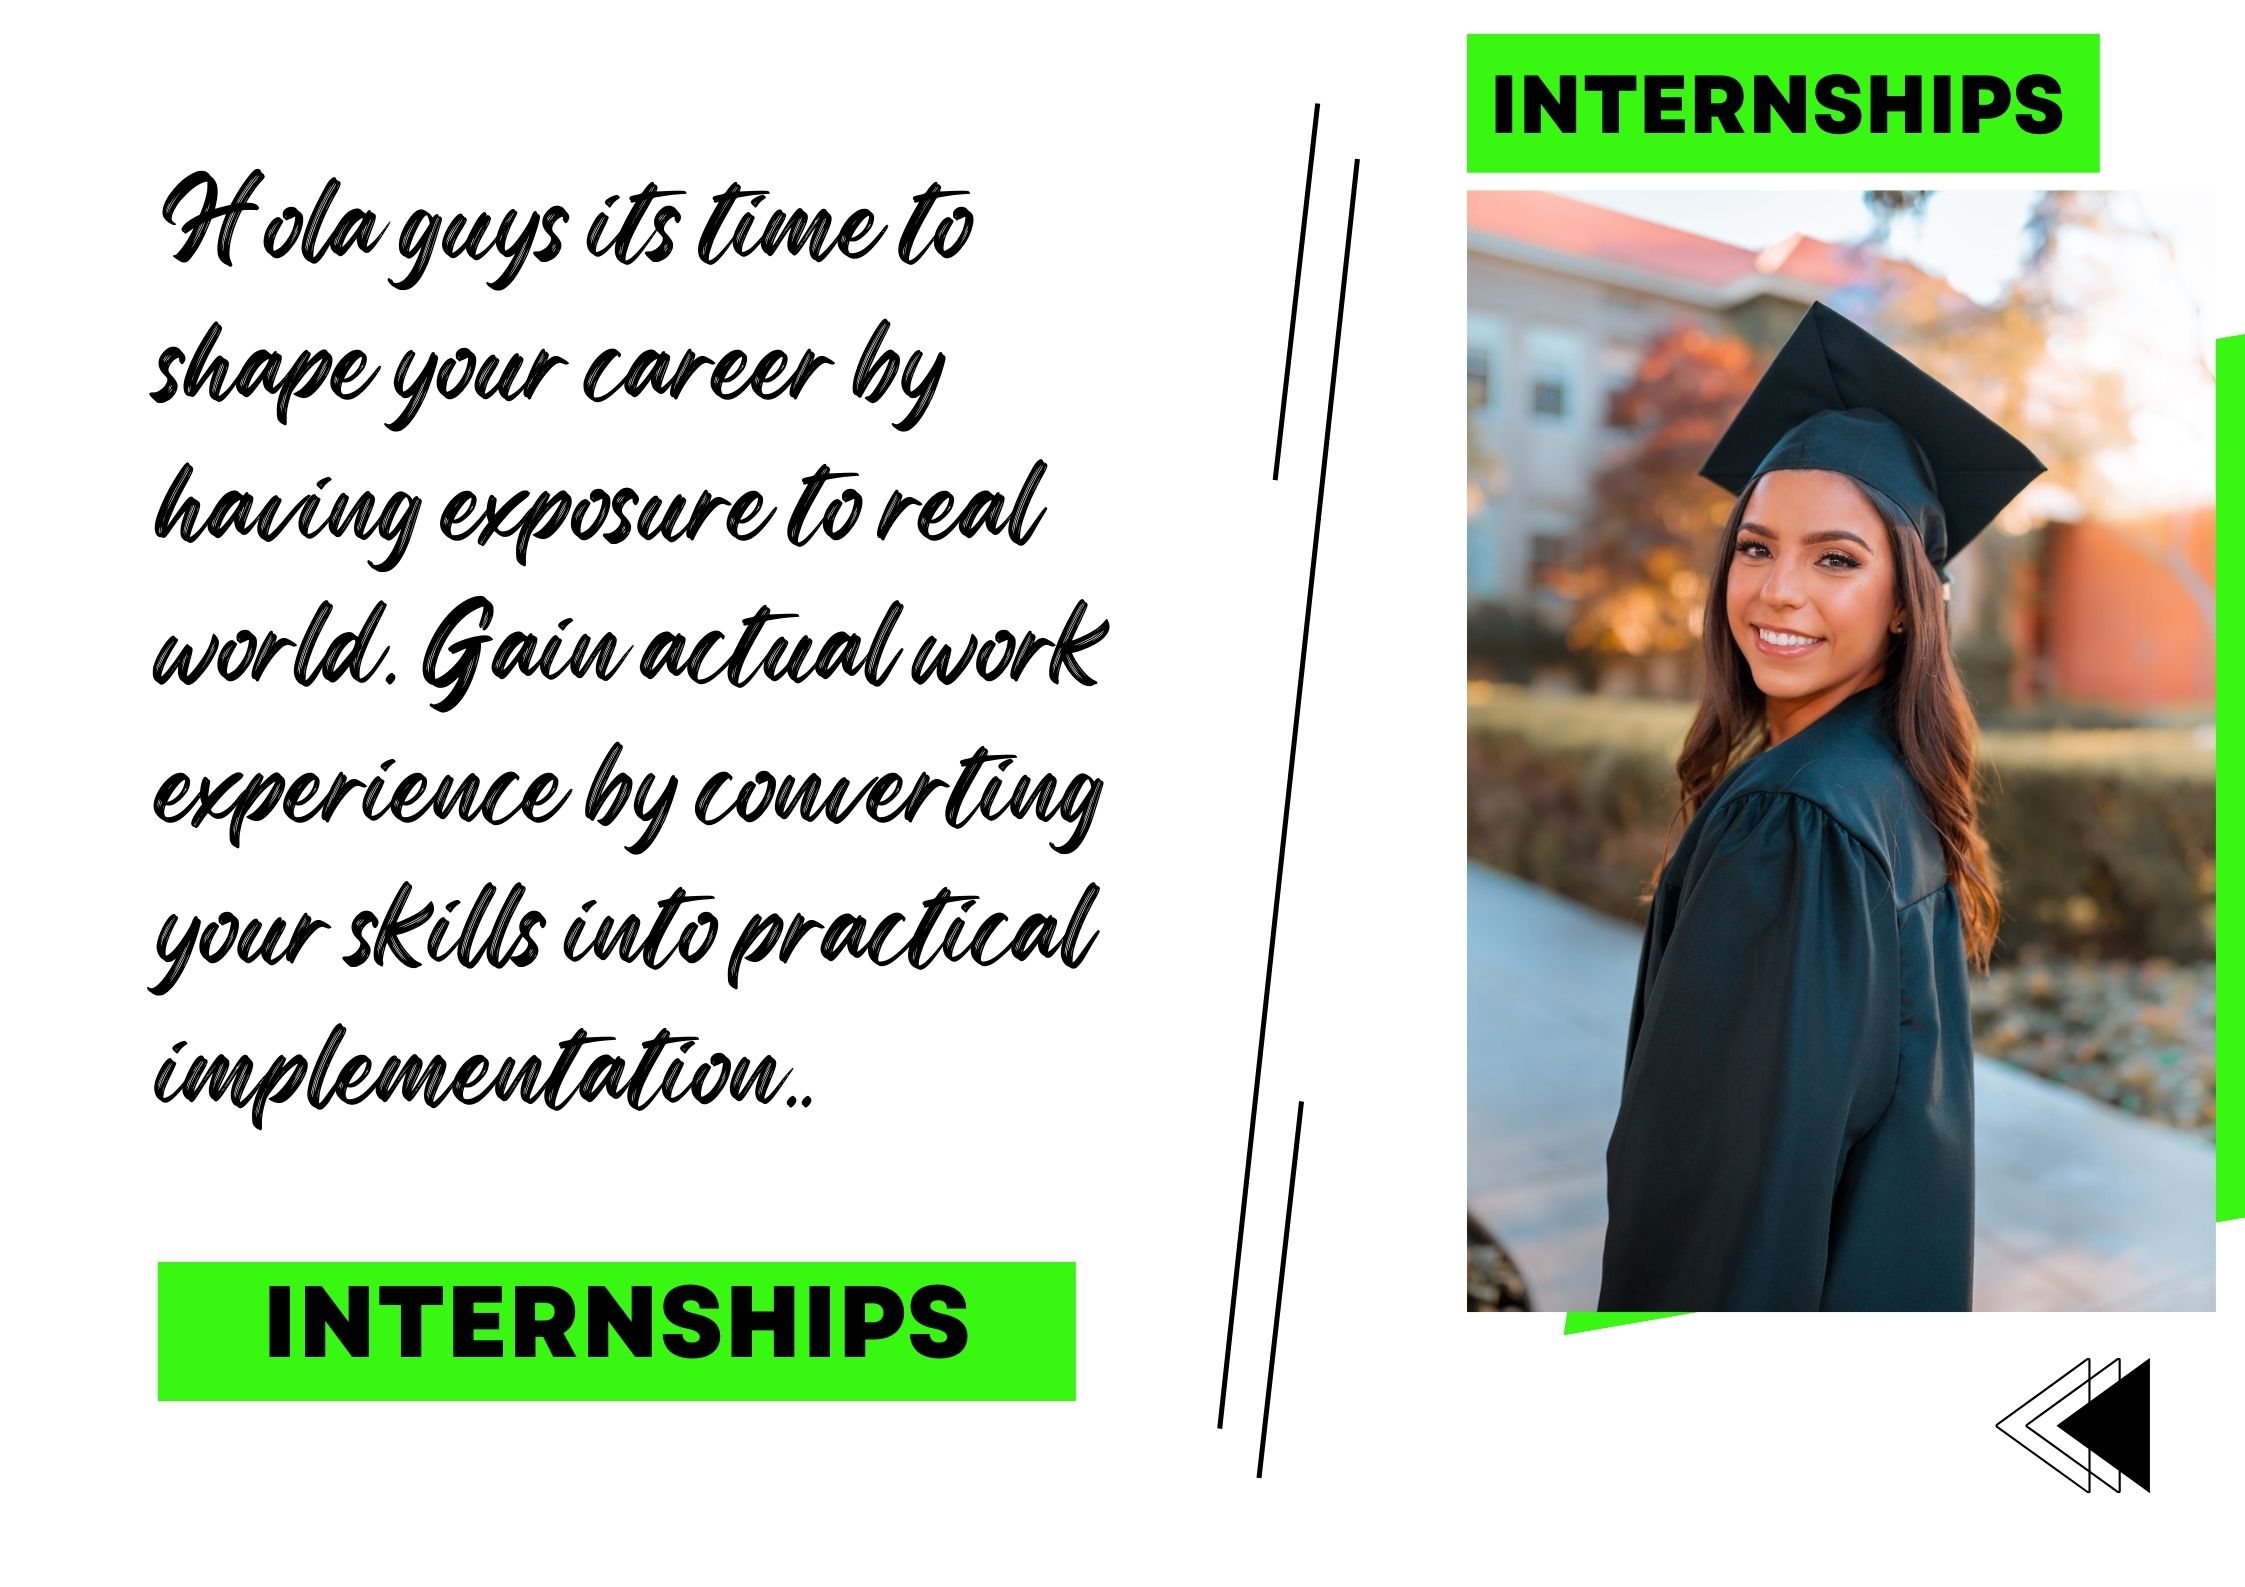 Hola guys its time to
shape your career by
having exposure to real
world. Gain actual work
experience by converting
your skills into practical
implementation..
INTERNSHIPS
INTERNSHIPS